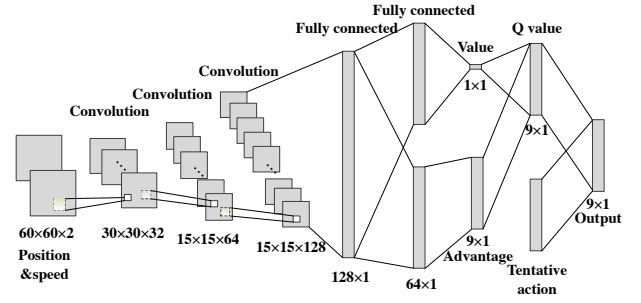 Fully connected
Fully connected
Q value
Value
Convolution
Convolution
Convolution
1×1
9×1
60×60×2
30×30×32
15×15×64
15×15×128
128×1
64×1
9×1
Advantage
9×1
Output
Position
&speed
Tentative
action